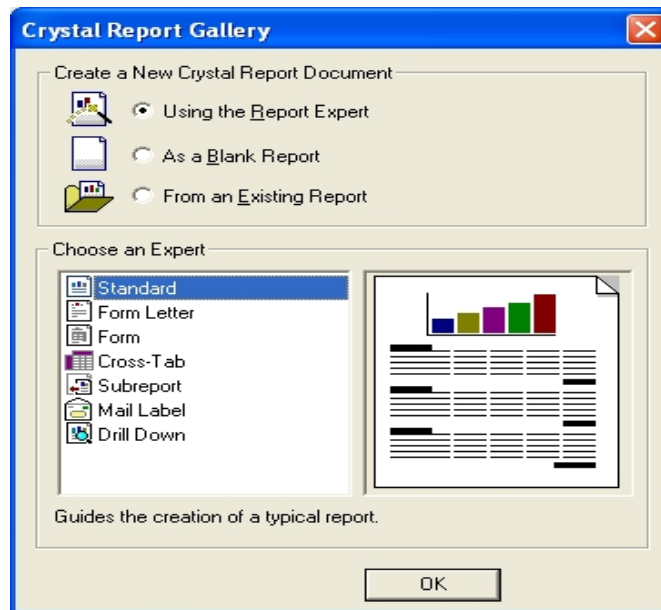 Crystal Report Gallery
Create a New Crystal Report Document
Using the Report Expert
As a Blank Report
From an Existing Report
Choose an Expert
Standard
Form Letter
Form
Cross-Tab
Subreport
Mail Label
Drill Down
Guides the creation of a typical report.
OK